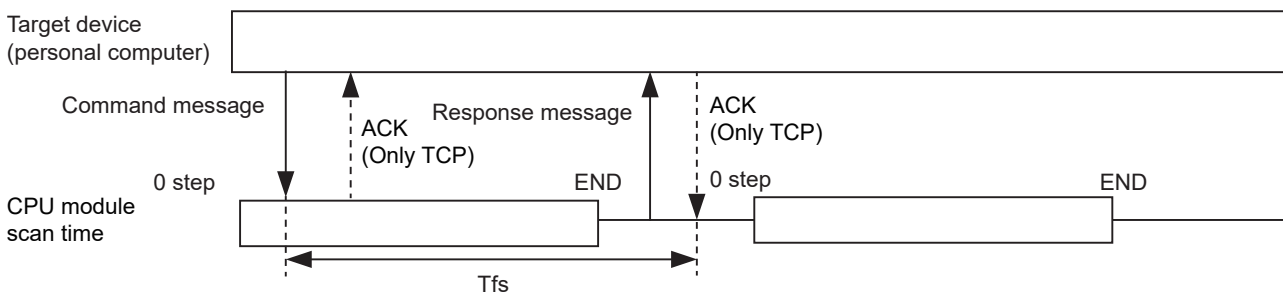 Target device
(personal computer)
Command message
ACK
(Only TCP)
Response message
ACK
(Only TCP)
0 step
END
0 step
END
CPU module
scan time
Tfs